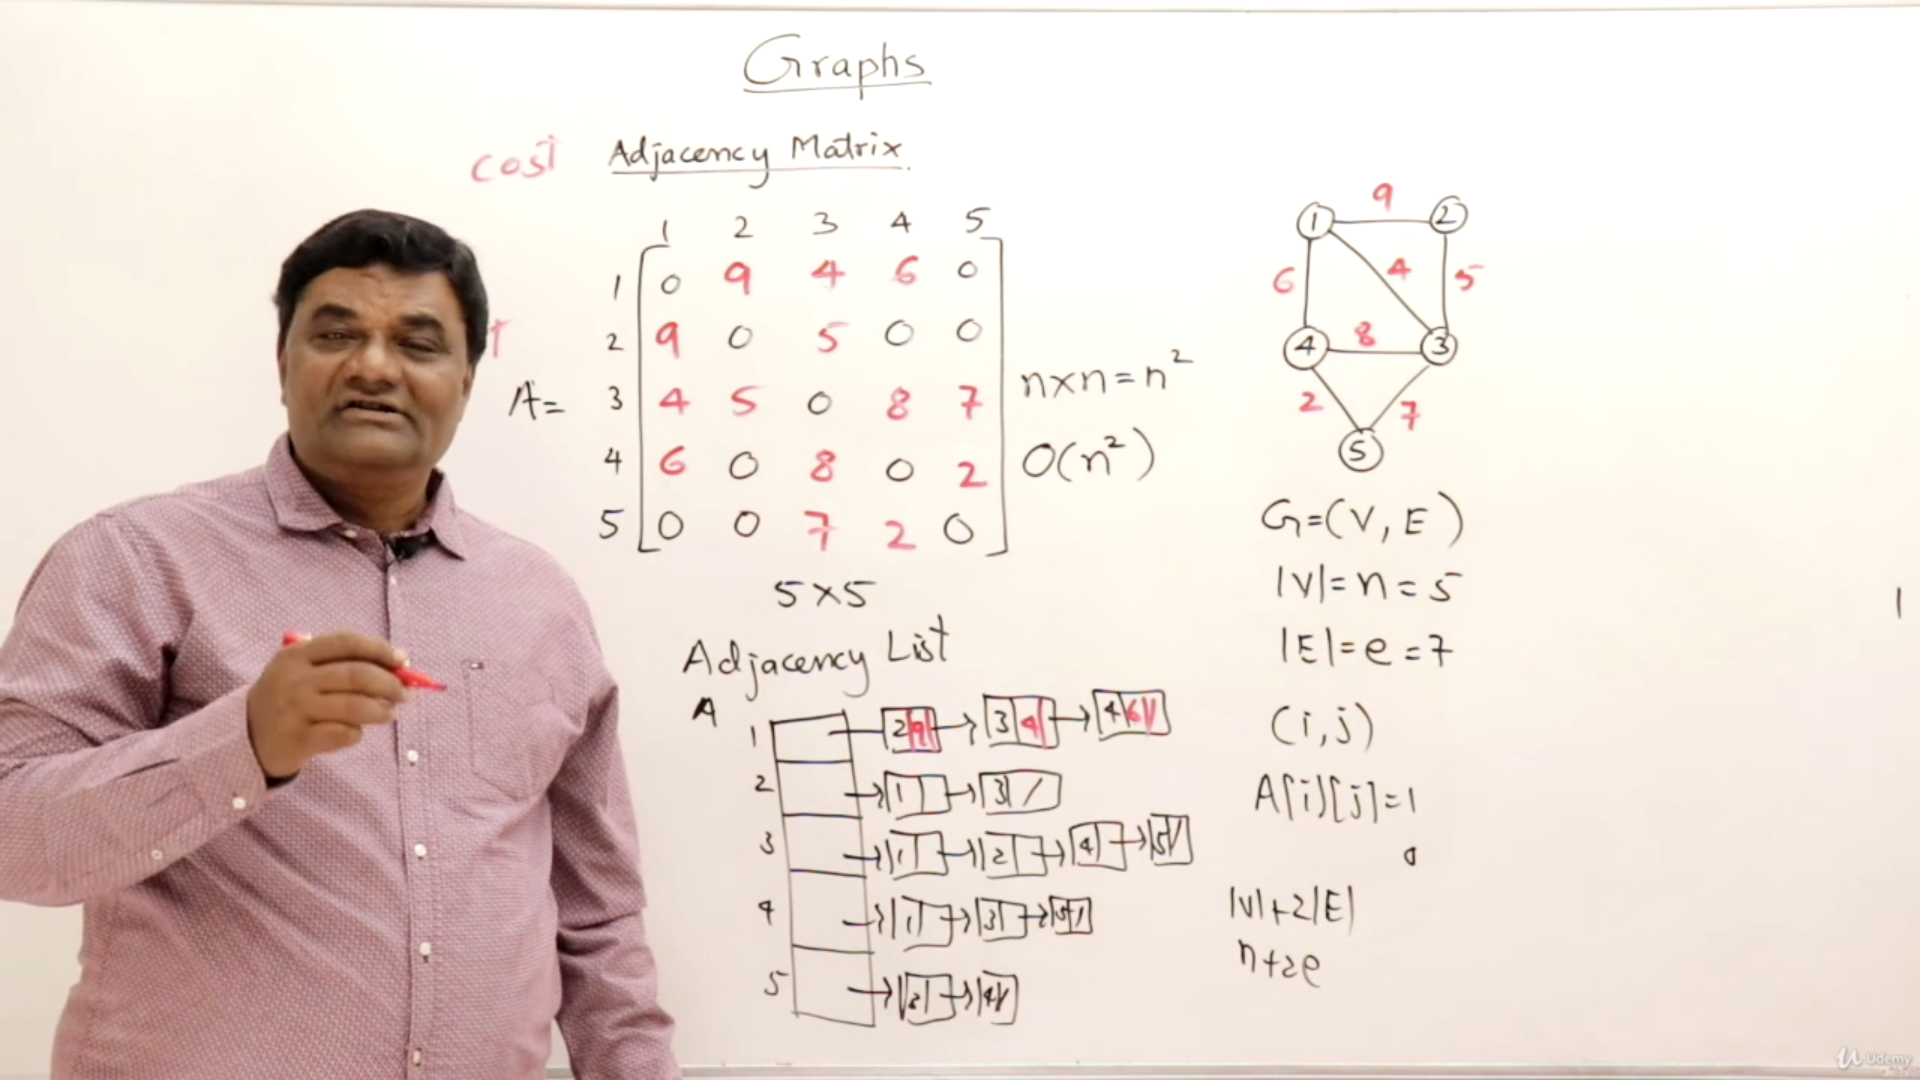 Graphs
cost Adjacency Matrix
1 2 3 4 5
1 0 9 4 6 0
2 9 0 5 0 0
A= 3 4 5 0 8 7
4 6 0 8 0 2
5 0 0 7 2 0
5×5
n×n=n²
O(n²)
Adjacency List
A
1 2 9 3 4 4 6
2 1 3
3 1 2 4 5
4 1 3 5
5 3 4
1 9 2
6 4 5
4 8 3
2 7
5
G=(V, E)
|V|=n=5
|E|=e=7
(i,j)
A[i][j]=1
0
|V|+2|E|
n+2e
Udemy